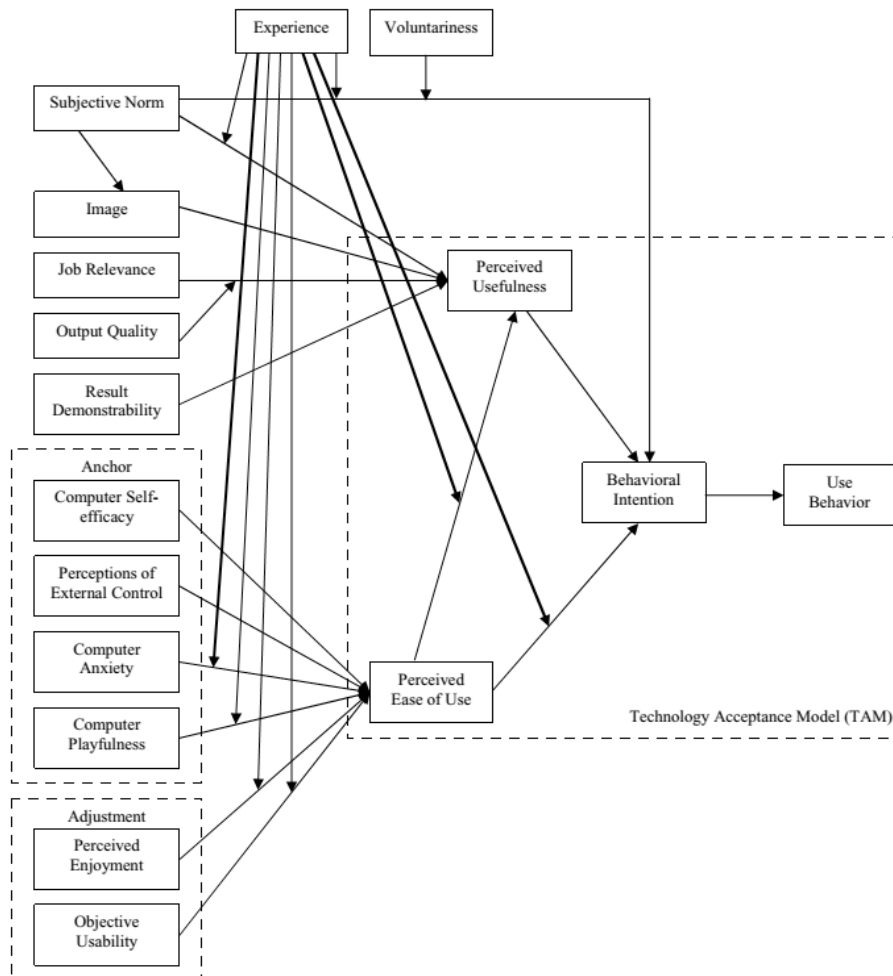 Experience
Voluntariness
Subjective Norm
Image
Job Relevance
Output Quality
Result
Demonstrability
Perceived
Usefulness
Anchor
Computer Self-
efficacy
Perceptions of
External Control
Computer
Anxiety
Computer
Playfulness
Behavioral
Intention
Use
Behavior
Perceived
Ease of Use
Technology Acceptance Model (TAM)
Adjustment
Perceived
Enjoyment
Objective
Usability